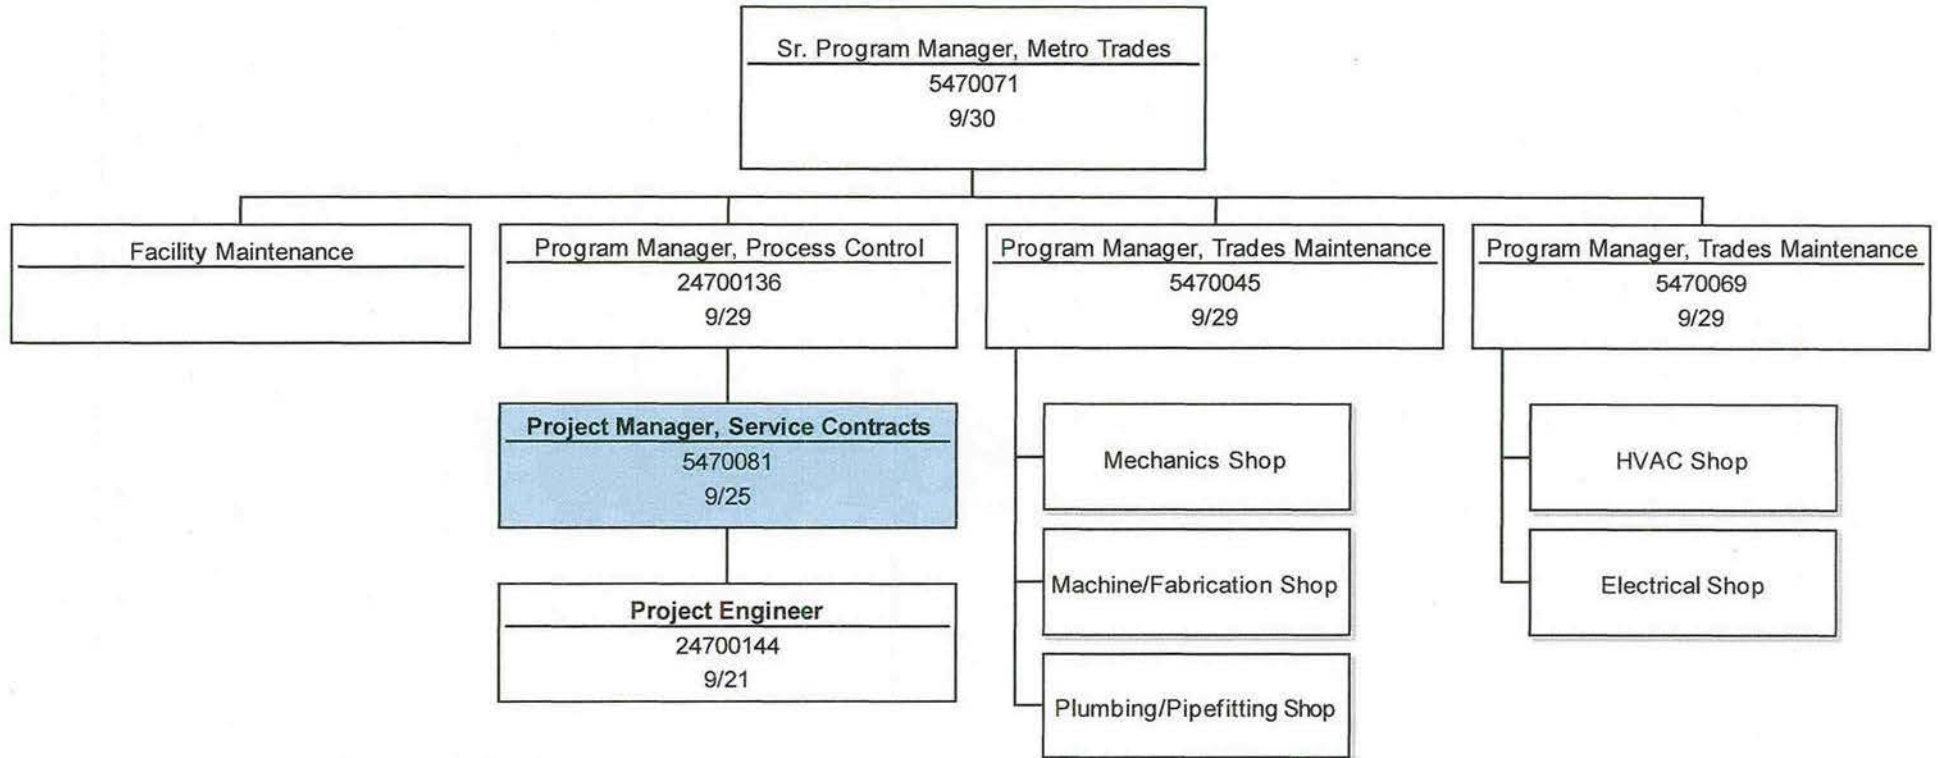 Sr. Program Manager, Metro Trades
5470071
9/30
Facility Maintenance
Program Manager, Process Control
24700136
9/29
Program Manager, Trades Maintenance
5470045
9/29
Program Manager, Trades Maintenance
5470069
9/29
Project Manager, Service Contracts
5470081
9/25
Project Engineer
24700144
9/21
Mechanics Shop
Machine/Fabrication Shop
Plumbing/Pipefitting Shop
HVAC Shop
Electrical Shop